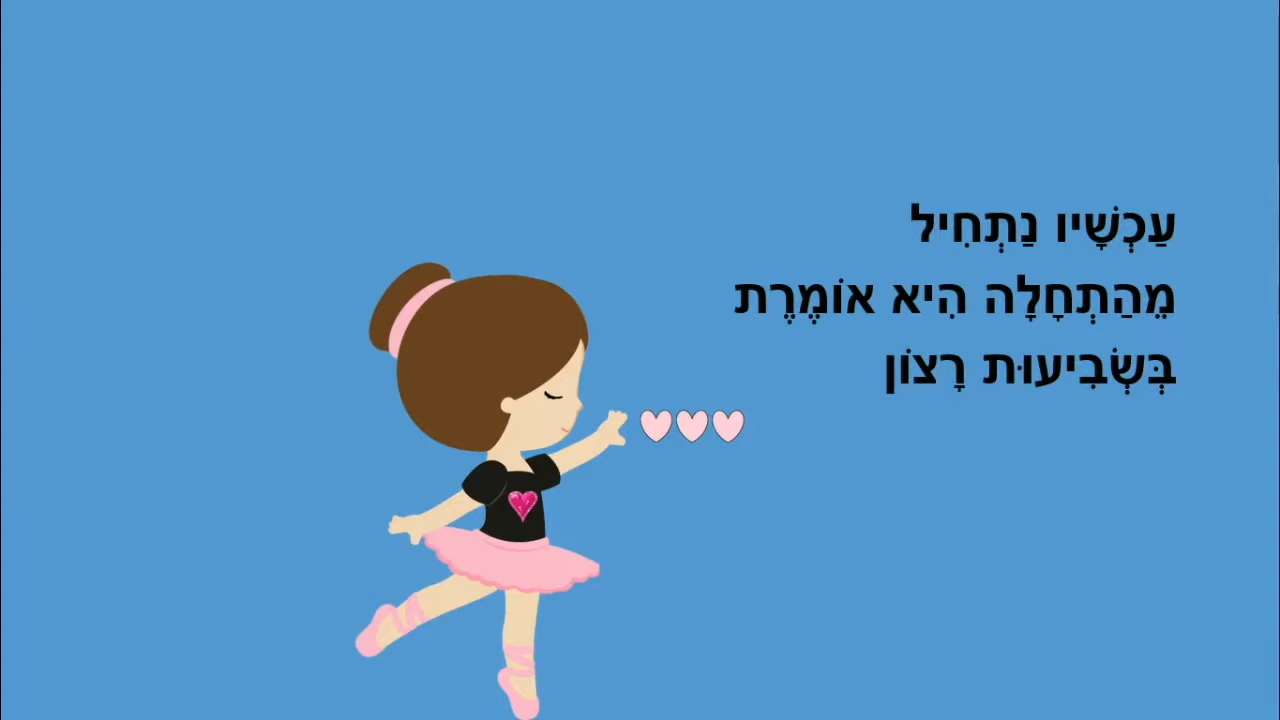 עַכְשָׁיו נַתְחִיל
מֵהַתְחָלָה הִיא אוֹמֶרֶת
בְּשְׂבִיעוּת רָצוֹן